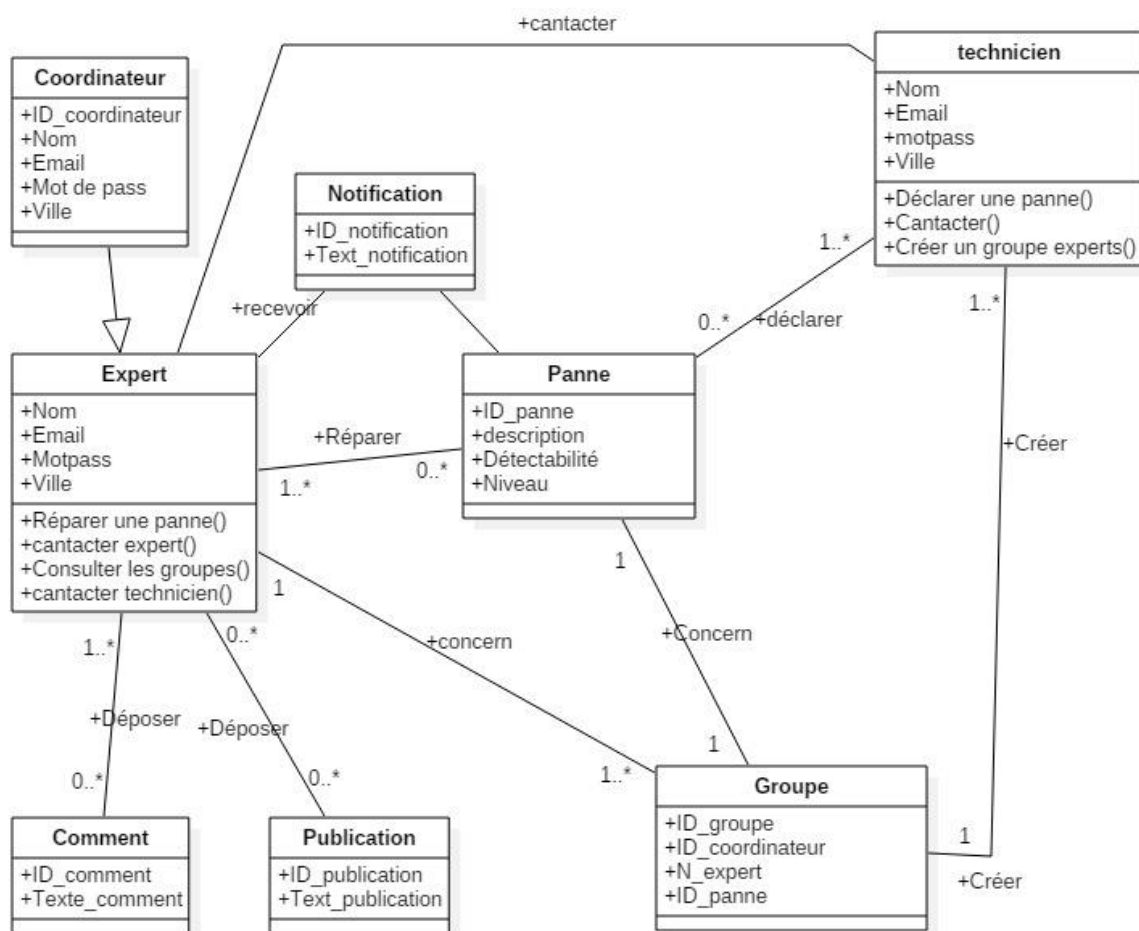 +cantacter
Coordinateur
+ID_coordinateur
+Nom
+Email
+Mot de pass
+Ville
technicien
+Nom
+Email
+motpass
+Ville
+Déclarer une panne()
+Cantacter()
+Créer un groupe experts()
Notification
+ID_notification
+Text_notification
+recevoir
1..*
0..*
+déclarer
1..*
Expert
+Nom
+Email
+Motpass
+Ville
+Réparer une panne()
+cantacter expert()
+Consulter les groupes()
+cantacter technicien()
+Réparer
1..*
0..*
Panne
+ID_panne
+description
+Détectabilité
+Niveau
+Créer
1
1
+concern
+Concern
1..*
0..*
+Déposer
+Déposer
0..*
0..*
1..*
1
1
+Créer
Comment
+ID_comment
+Texte_comment
Publication
+ID_publication
+Text_publication
Groupe
+ID_groupe
+ID_coordinateur
+N_expert
+ID_panne